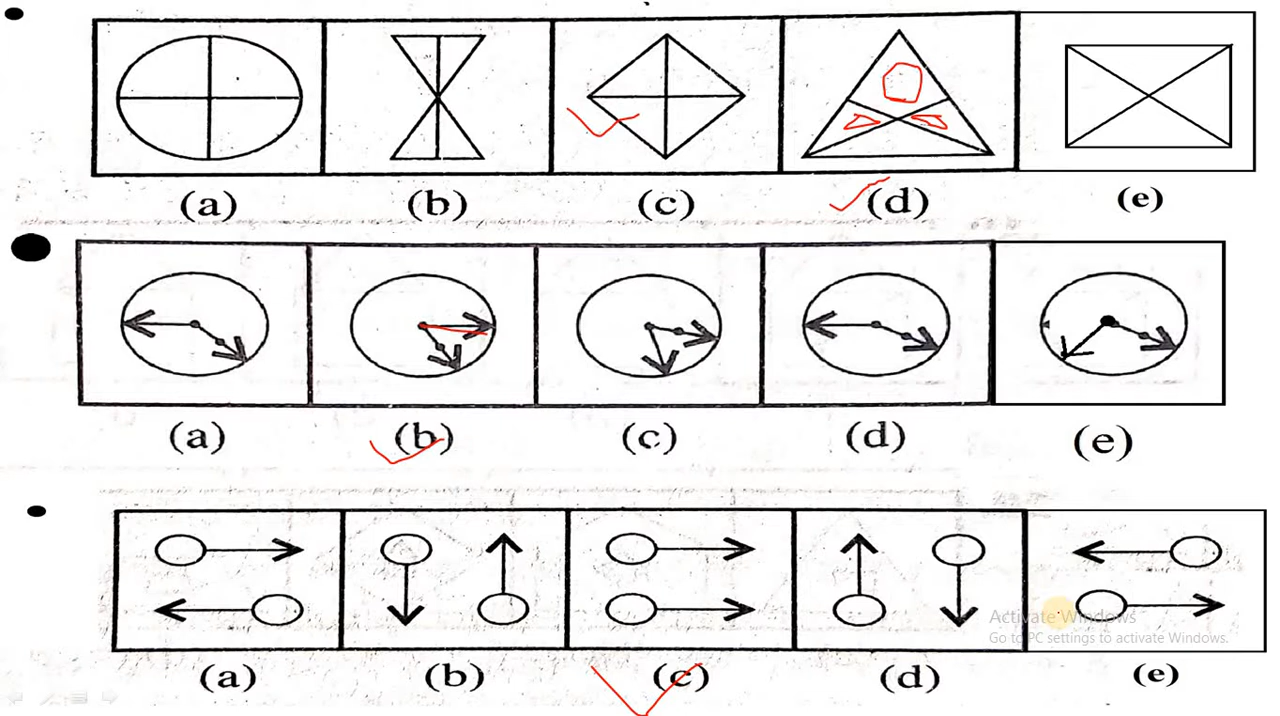 (a) (b) (c) (d) (e)
(a) (b) (c) (d) (e)
Activate Windows
Go to PC settings to activate Windows.
(a) (b) (c) (d) (e)